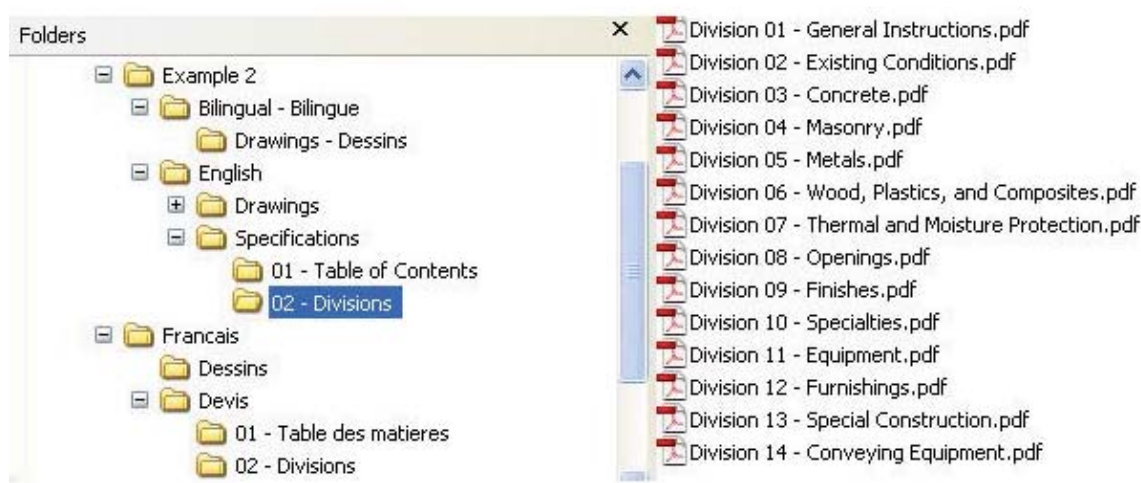 Folders
Example 2
Bilingual - Bilingue
Drawings - Dessins
English
Drawings
Specifications
01 - Table of Contents
02 - Divisions
Francais
Dessins
Devis
01 - Table des matieres
02 - Divisions
Division 01 - General Instructions.pdf
Division 02 - Existing Conditions.pdf
Division 03 - Concrete.pdf
Division 04 - Masonry.pdf
Division 05 - Metals.pdf
Division 06 - Wood, Plastics, and Composites.pdf
Division 07 - Thermal and Moisture Protection.pdf
Division 08 - Openings.pdf
Division 09 - Finishes.pdf
Division 10 - Specialties.pdf
Division 11 - Equipment.pdf
Division 12 - Furnishings.pdf
Division 13 - Special Construction.pdf
Division 14 - Conveying Equipment.pdf